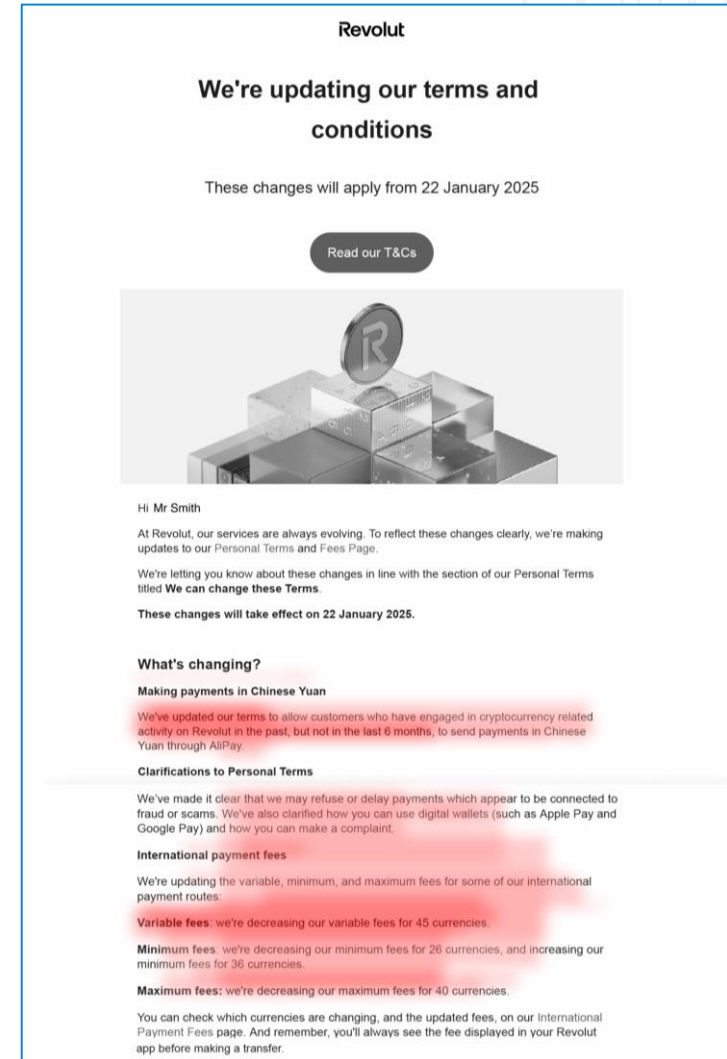 Revolut
We're updating our terms and
conditions
These changes will apply from 22 January 2025
Read our T&Cs
R
Hi Mr Smith
At Revolut, our services are always evolving. To reflect these changes clearly, we're making
updates to our Personal Terms and Fees Page.
We're letting you know about these changes in line with the section of our Personal Terms
titled We can change these Terms.
These changes will take effect on 22 January 2025.
What's changing?
Making payments in Chinese Yuan
We've updated our terms to allow customers who have engaged in cryptocurrency related
activity on Revolut in the past, but not in the last 6 months, to send payments in Chinese
Yuan through AliPay.
Clarifications to Personal Terms
We've made it clear that we may refuse or delay payments which appear to be connected to
fraud or scams. We've also clarified how you can use digital wallets (such as Apple Pay and
Google Pay) and how you can make a complaint.
International payment fees
We're updating the variable, minimum, and maximum fees for some of our international
payment routes:
Variable fees: we're decreasing our variable fees for 45 currencies.
Minimum fees: we're decreasing our minimum fees for 26 currencies, and increasing our
minimum fees for 36 currencies.
Maximum fees: we're decreasing our maximum fees for 40 currencies.
You can check which currencies are changing, and the updated fees, on our International
Payment Fees page. And remember, you'll always see the fee displayed in your Revolut
app before making a transfer.